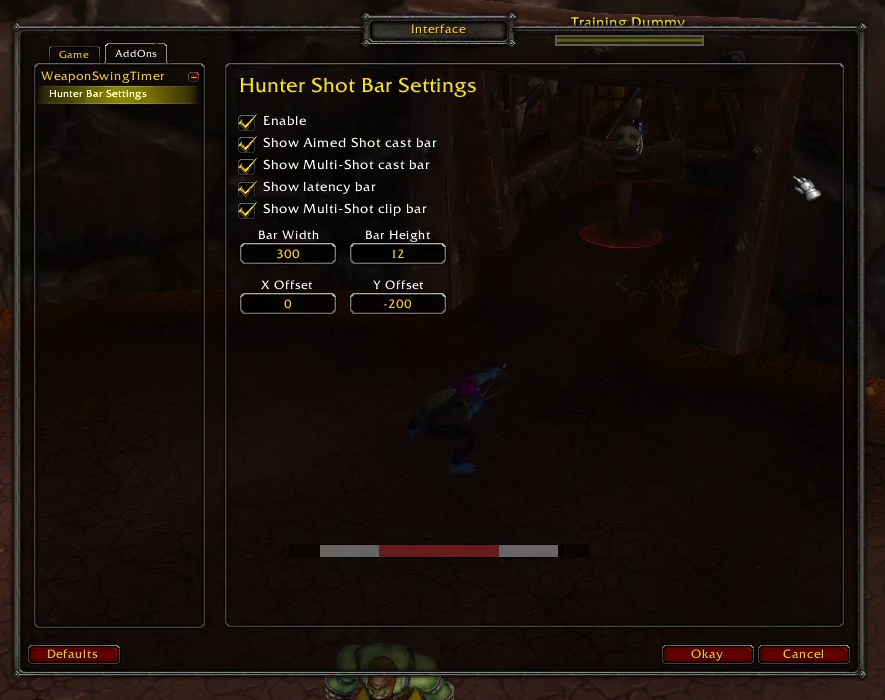 Training Dummy
Interface
Game
AddOns
WeaponSwingTimer
Hunter Bar Settings
Hunter Shot Bar Settings
Enable
Show Aimed Shot cast bar
Show Multi-Shot cast bar
Show latency bar
Show Multi-Shot clip bar
Bar Width
Bar Height
300
12
X Offset
Y Offset
0
-200
Defaults
Okay
Cancel